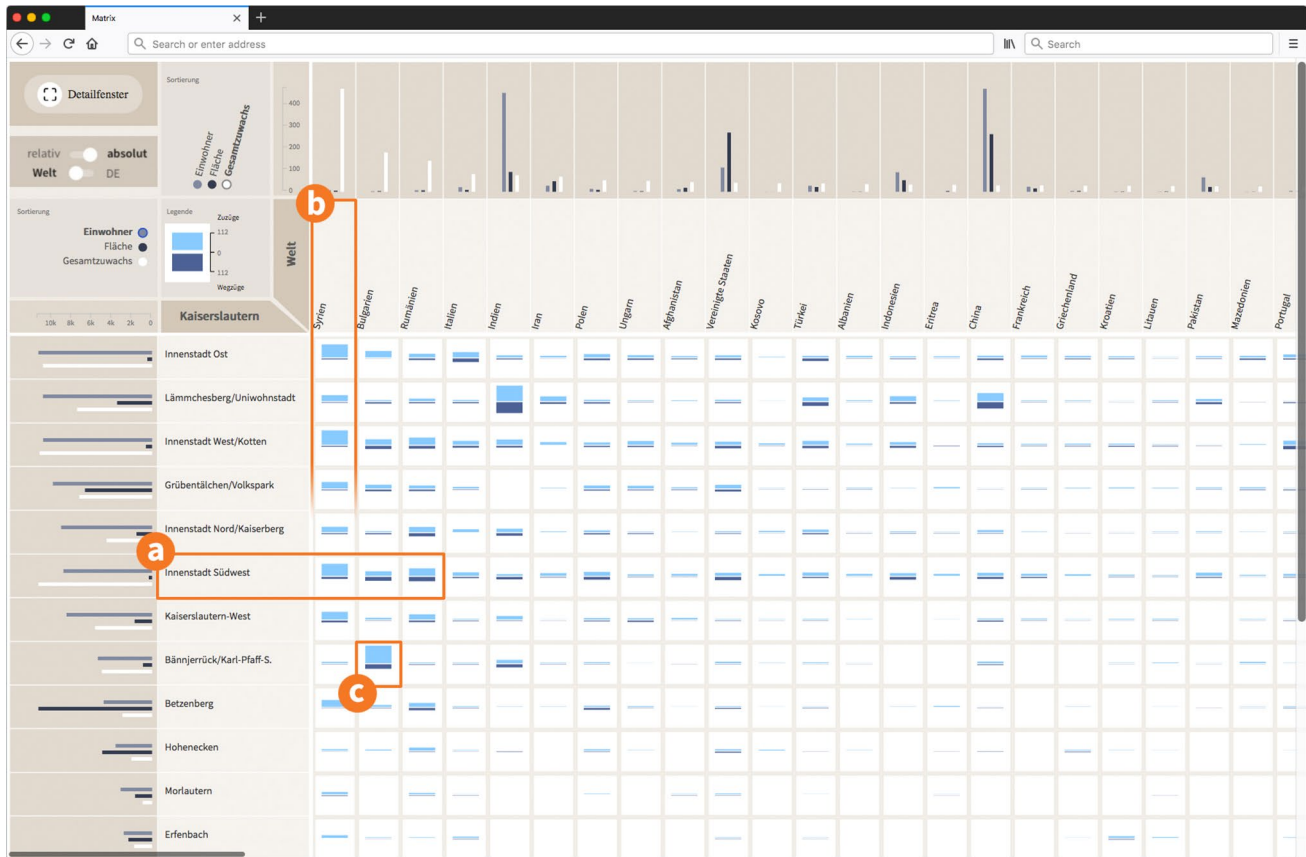 Matrix
Search or enter address
Search
Detailfenster
relativ
absolut
Welt
DE
Sortierung
Einwohner
Fläche
Gesamtzuwachs
400
300
200
100
0
Sortierung
Einwohner
Fläche
Gesamtzuwachs
Legende
Zuzüge
112
0
112
Wegzüge
Welt
b
10k 8k 6k 4k 2k 0
Kaiserslautern
Syrien
Bulgarien
Rumänien
Italien
Indien
Iran
Polen
Ungarn
Afghanistan
Vereinigte Staaten
Kosovo
Türkei
Albanien
Indonesien
Eritrea
China
Frankreich
Griechenland
Kroatien
Litauen
Pakistan
Mazedonien
Portugal
Innenstadt Ost
Lämmchesberg/Uniwohnstadt
Innenstadt West/Kotten
Grübentälchen/Volkspark
Innenstadt Nord/Kaiserberg
a
Innenstadt Südwest
Kaiserslautern-West
Bännjerrück/Karl-Pfaff-S.
c
Betzenberg
Hohenecken
Morlautern
Erfenbach